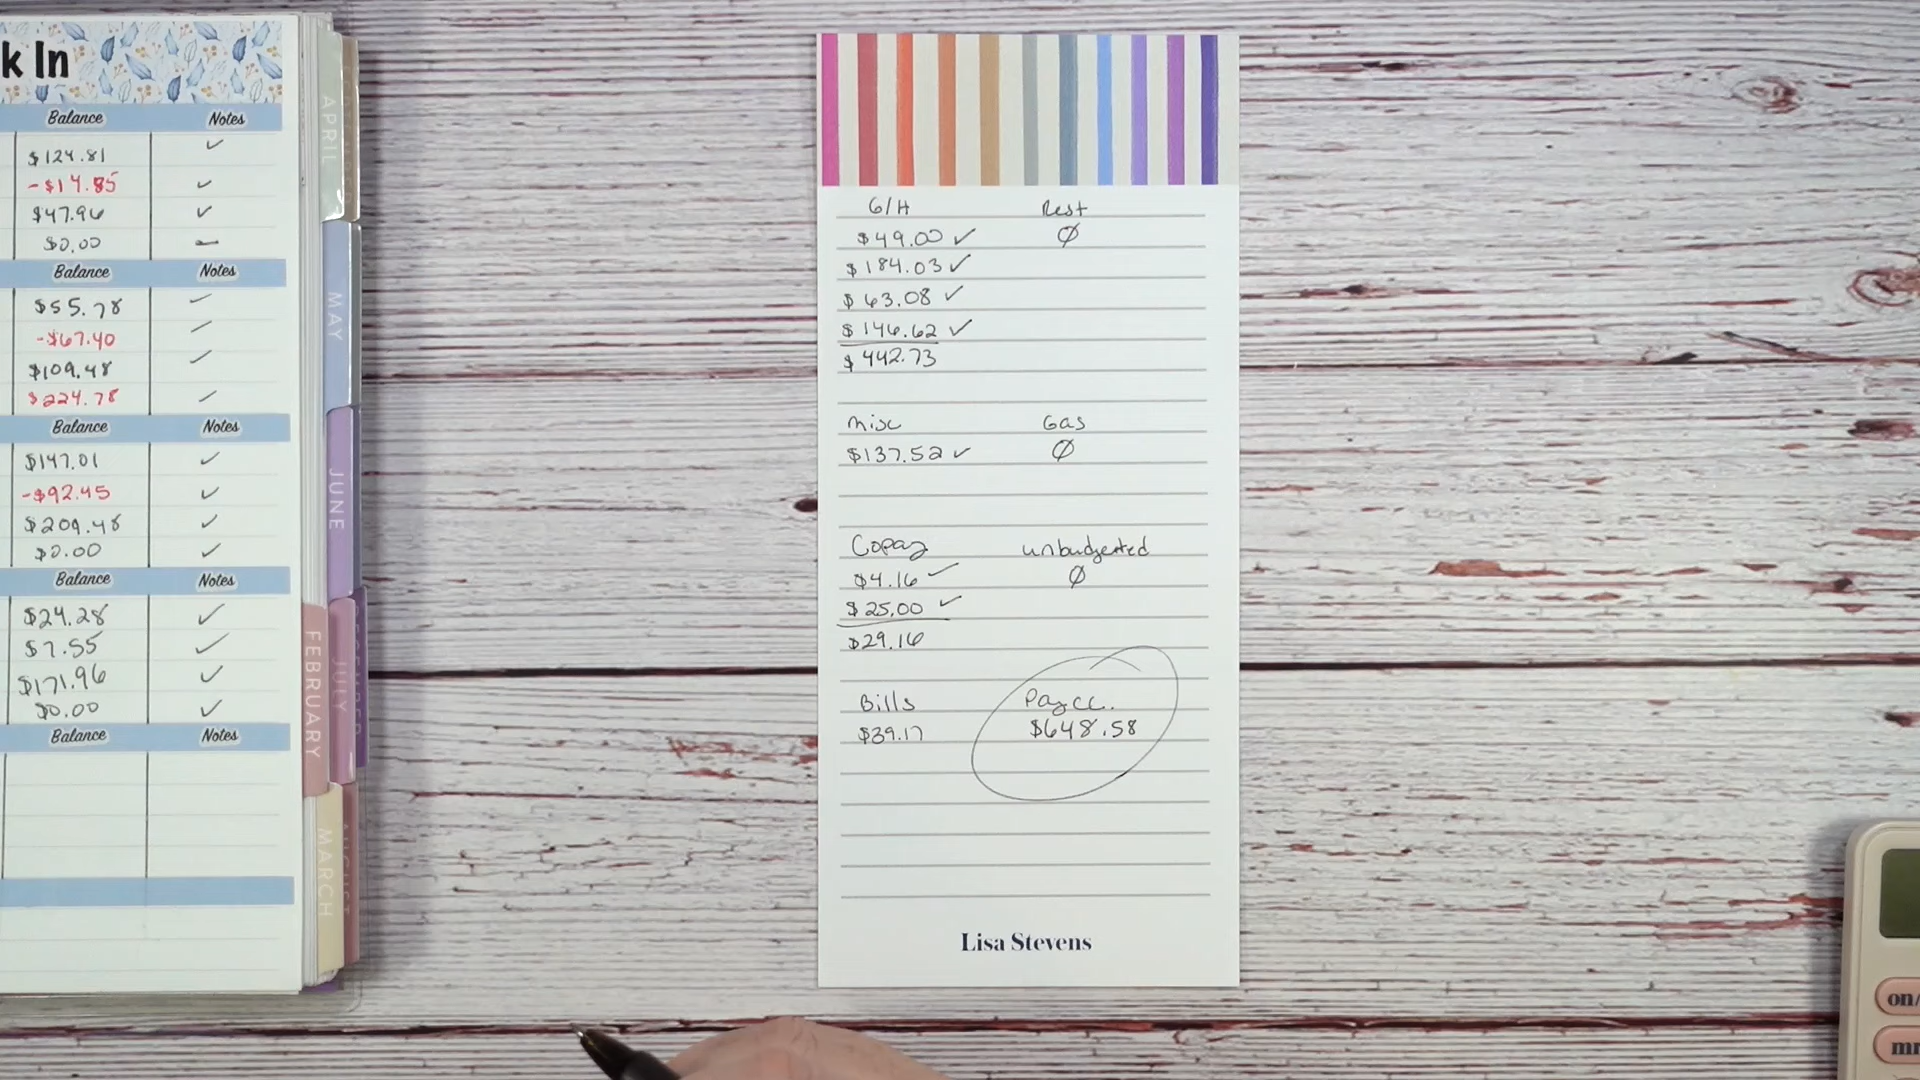 k In
Balance Notes
$124.81 ✓
-$14.85 ✓
$47.96 ✓
$0.00
Balance Notes
$55.78 ✓
-$67.40 ✓
$109.48 ✓
$224.78 ✓
Balance Notes
$147.01 ✓
-$92.45 ✓
$209.48 ✓
$0.00 ✓
Balance Notes
$24.28 ✓
$7.55 ✓
$171.96 ✓
$0.00 ✓
Balance Notes
APRIL
MAY
JUNE
JULY
FEBRUARY
MARCH
AUGUST
G/H Rest
$49.00 ✓ Ø
$184.03 ✓
$63.08 ✓
$146.62 ✓
$442.73
Misc Gas
$137.52 ✓ Ø
Copay unbudgeted
$4.16 ✓ Ø
$25.00 ✓
$29.16
Bills Pay CC.
$39.17 $648.58
Lisa Stevens
on/